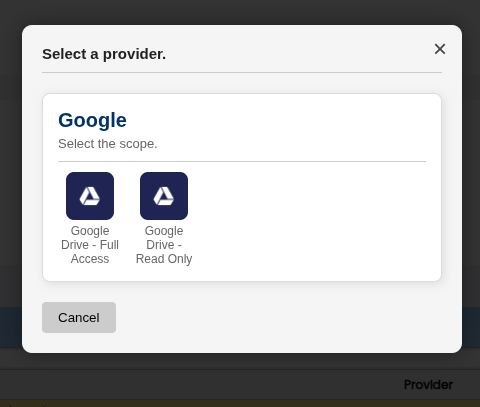 Select a provider.
Google
Select the scope.
Google
Drive - Full
Access
Google
Drive -
Read Only
Cancel
Provider